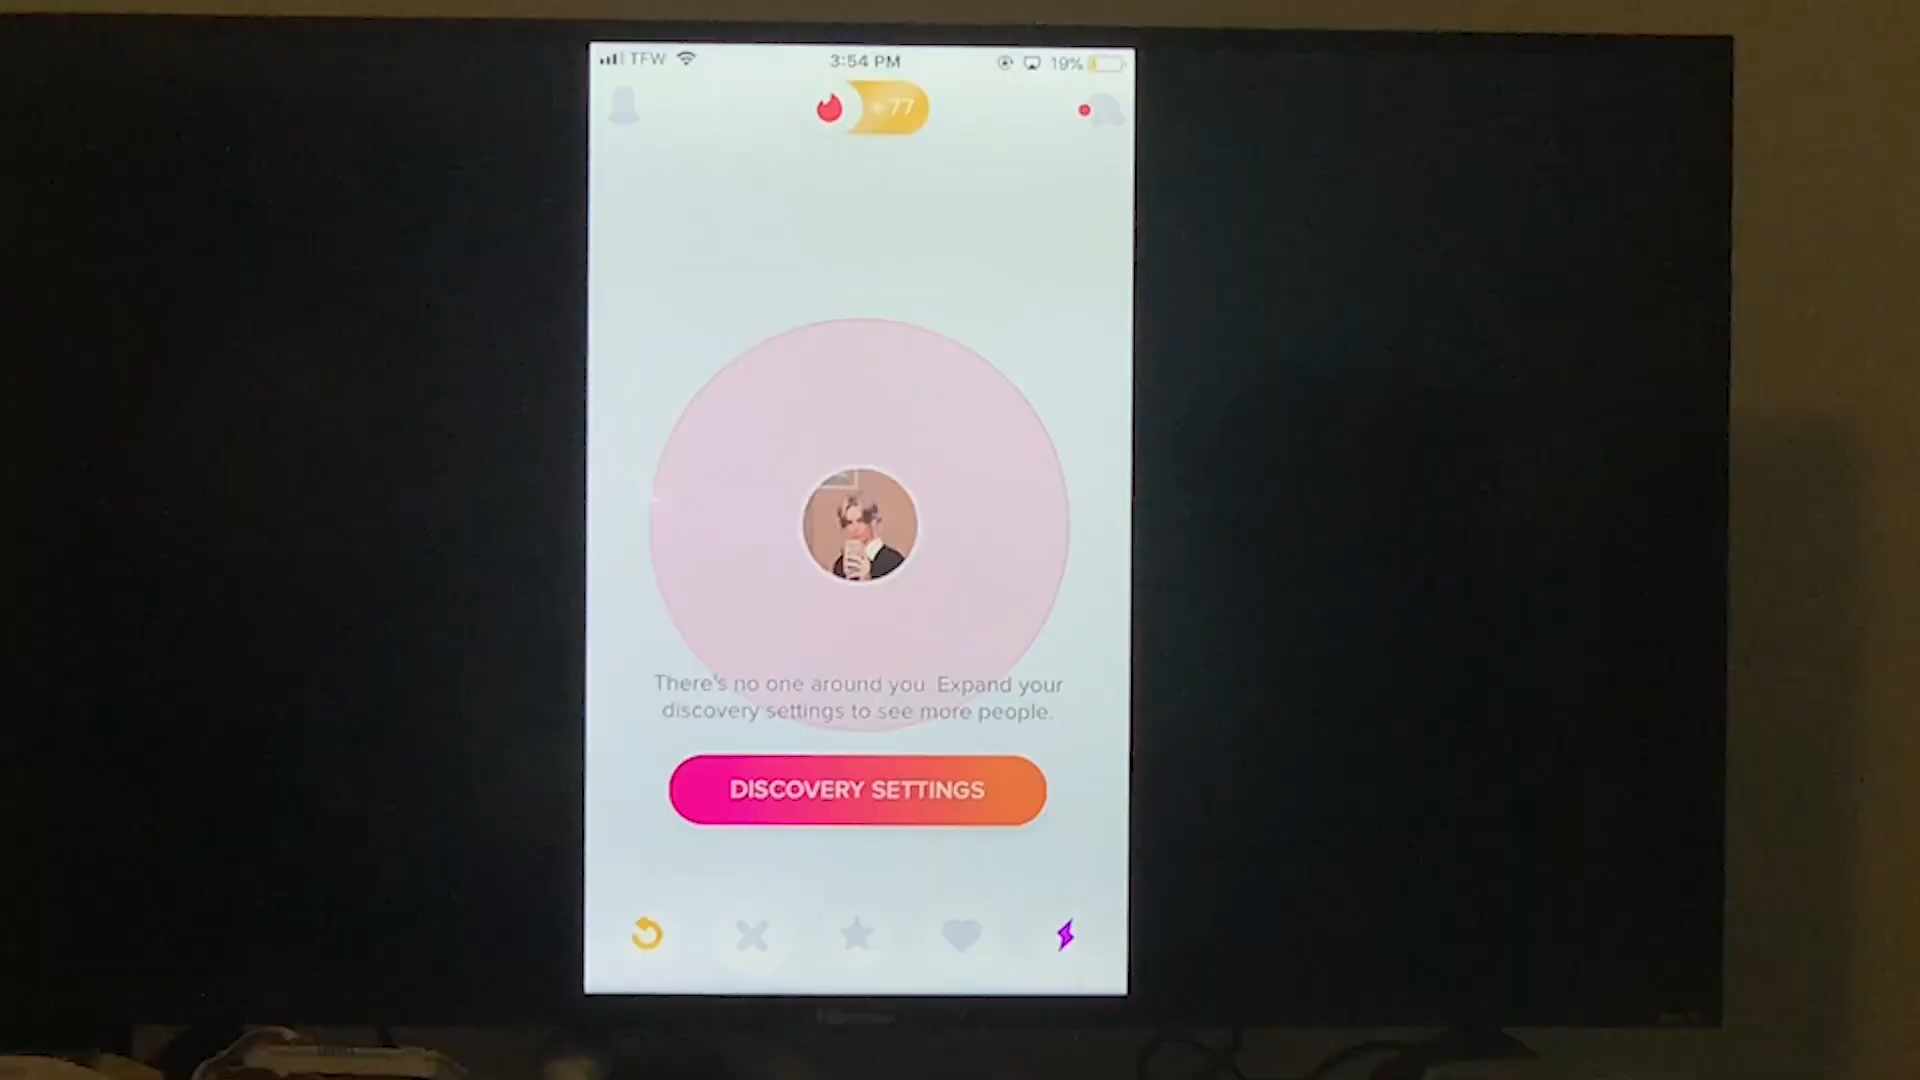 TFW 3:54 PM 19%
77
There's no one around you. Expand your
discovery settings to see more people.
DISCOVERY SETTINGS